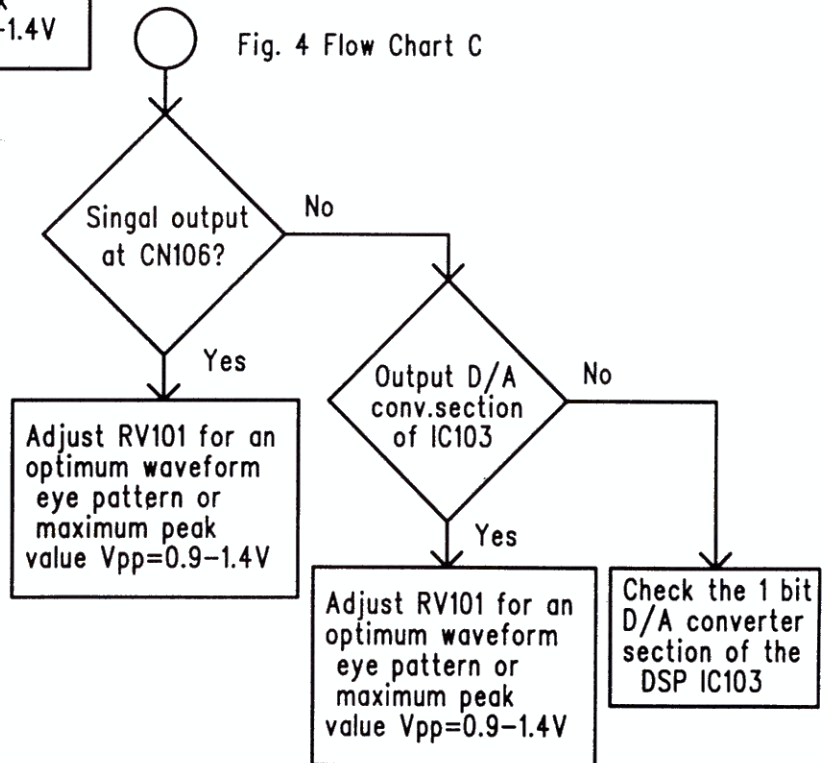 -1.4V
Fig. 4 Flow Chart C
Singal output
at CN106?
No
Yes
Adjust RV101 for an
optimum waveform
eye pattern or
maximum peak
value Vpp=0.9-1.4V
Output D/A
conv.section
of IC103
No
Yes
Adjust RV101 for an
optimum waveform
eye pattern or
maximum peak
value Vpp=0.9-1.4V
Check the 1 bit
D/A converter
section of the
DSP IC103